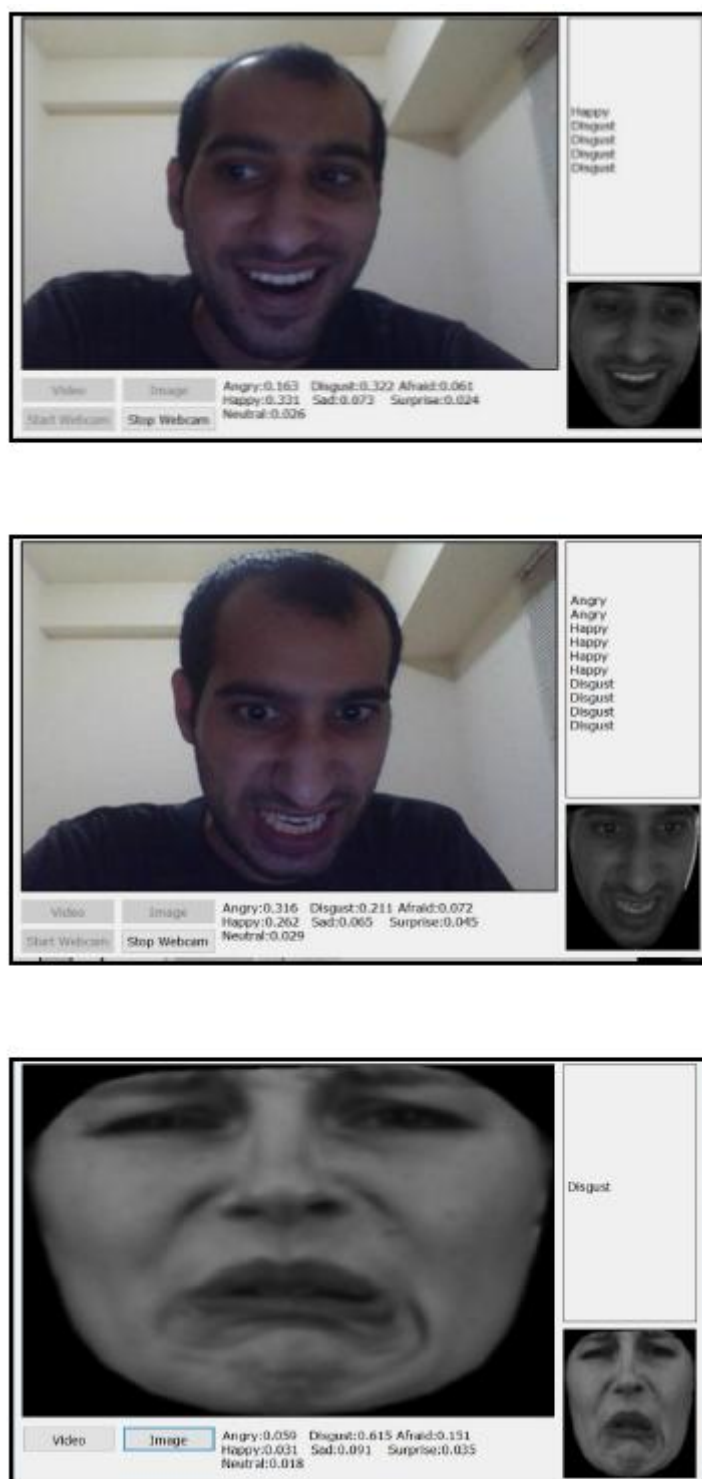 Happy
Disgust
Disgust
Disgust
Disgust
Video Image
Start Webcam Stop Webcam
Angry:0.163 Disgust:0.322 Afraid:0.061
Happy:0.331 Sad:0.073 Surprise:0.024
Neutral:0.026
Angry
Angry
Happy
Happy
Happy
Happy
Disgust
Disgust
Disgust
Disgust
Video Image
Start Webcam Stop Webcam
Angry:0.316 Disgust:0.211 Afraid:0.072
Happy:0.262 Sad:0.065 Surprise:0.045
Neutral:0.029
Disgust
Video Image
Angry:0.059 Disgust:0.615 Afraid:0.151
Happy:0.031 Sad:0.091 Surprise:0.035
Neutral:0.018